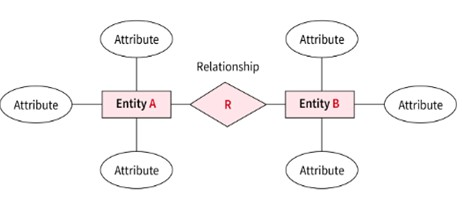 Attribute
Attribute
Relationship
Attribute
Entity A
R
Entity B
Attribute
Attribute
Attribute